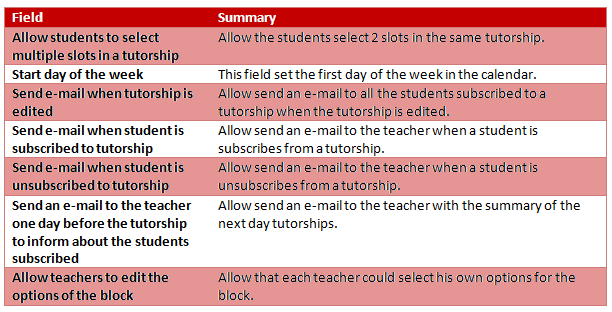 Field Summary
Allow students to select Allow the students select 2 slots in the same tutorship.
multiple slots in a tutorship
Start day of the week This field set the first day of the week in the calendar.
Send e-mail when tutorship is Allow send an e-mail to all the students subscribed to a
edited tutorship when the tutorship is edited.
Send e-mail when student is Allow send an e-mail to the teacher when a student is
subscribed to tutorship subscribes from a tutorship.
Send e-mail when student is Allow send an e-mail to the teacher when a student is
unsubscribed to tutorship unsubscribes from a tutorship.
Send an e-mail to the teacher Allow send an e-mail to the teacher with the summary of the
one day before the tutorship next day tutorships.
to inform about the students
subscribed
Allow teachers to edit the Allow that each teacher could select his own options for the
options of the block block.